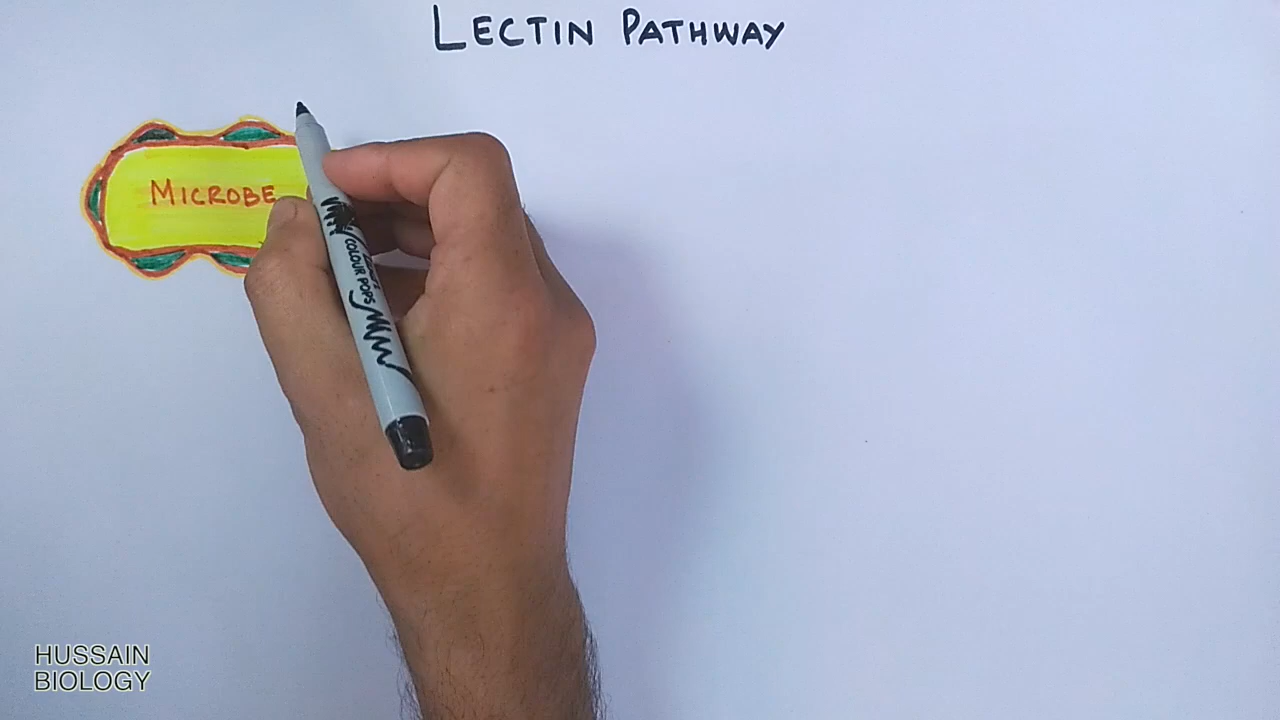 LECTIN PATHWAY
MICROBE
COLOUR POPS
HUSSAIN
BIOLOGY